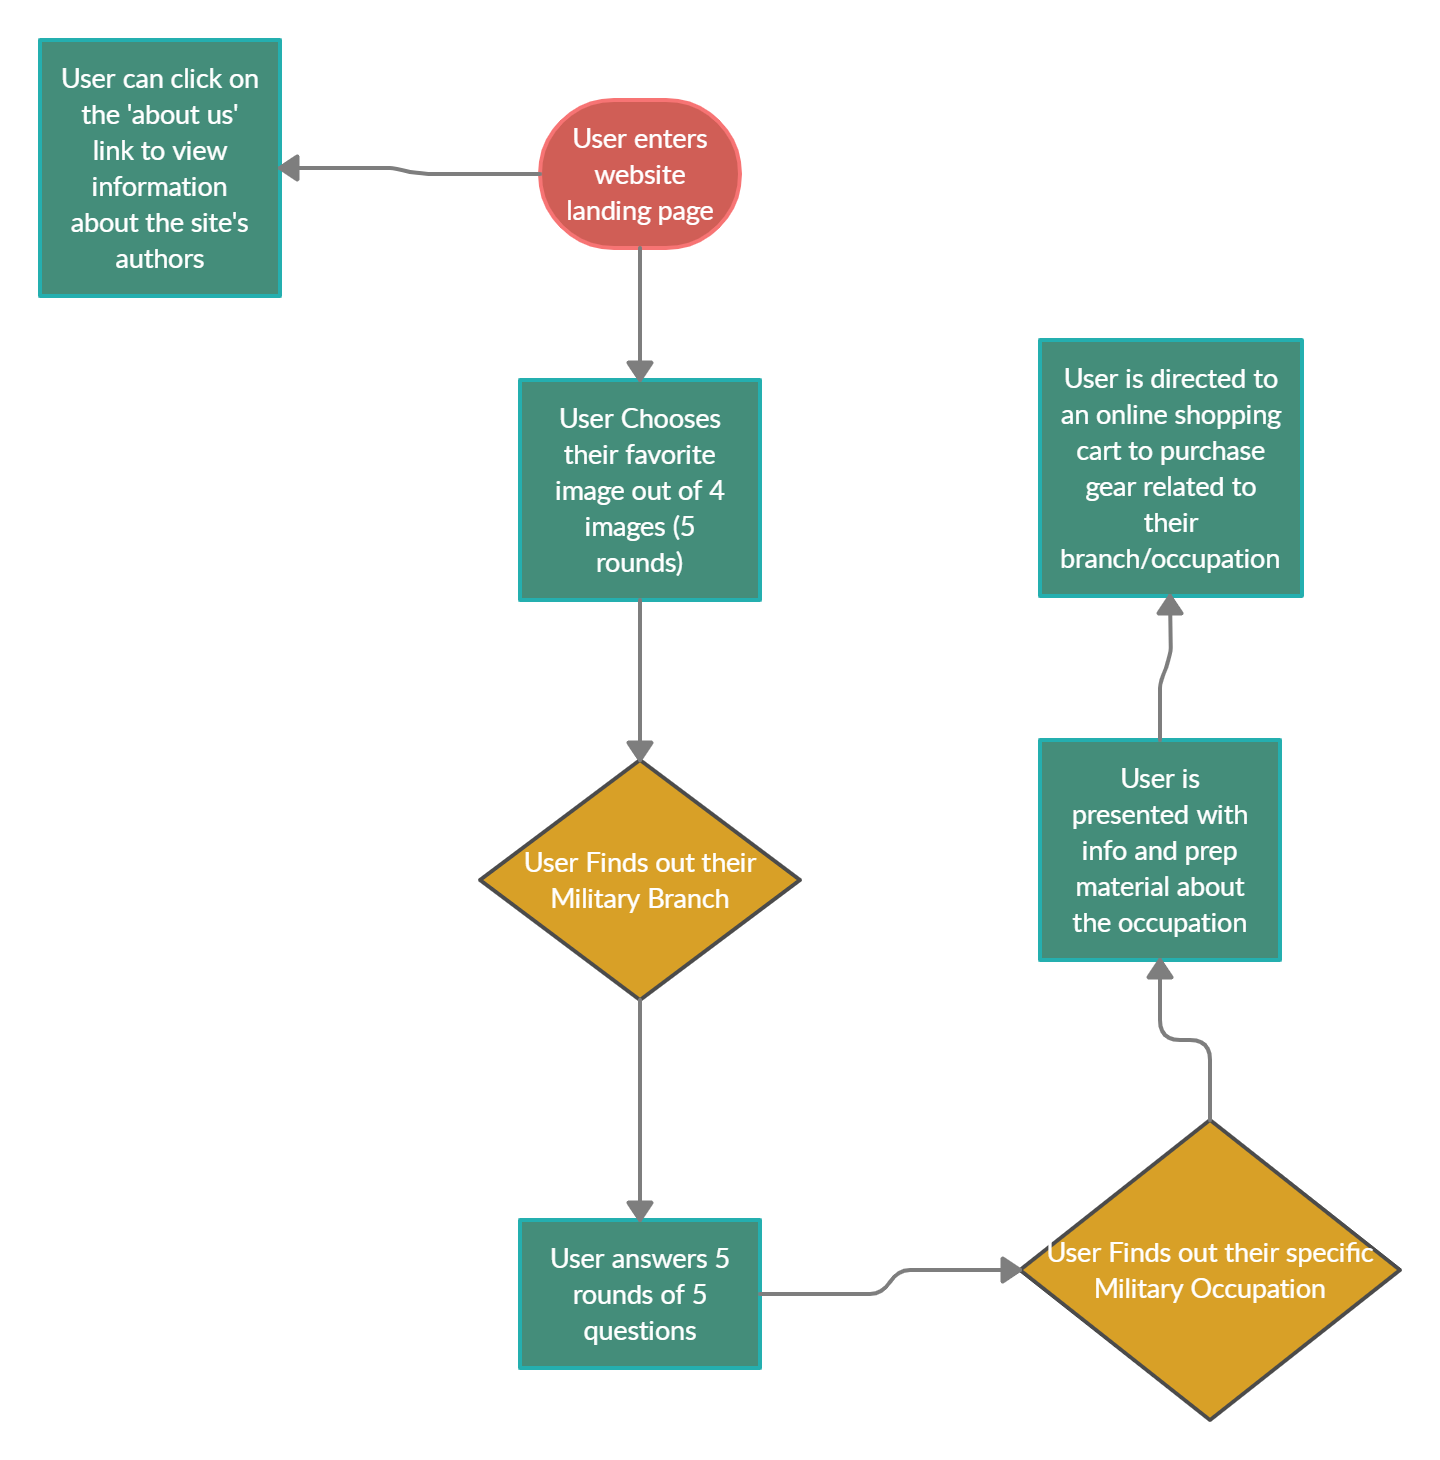 User can click on
the 'about us'
link to view
information
about the site's
authors
User enters
website
landing page
User Chooses
their favorite
image out of 4
images (5
rounds)
User Finds out their
Military Branch
User answers 5
rounds of 5
questions
User Finds out their specific
Military Occupation
User is
presented with
info and prep
material about
the occupation
User is directed to
an online shopping
cart to purchase
gear related to
their
branch/occupation